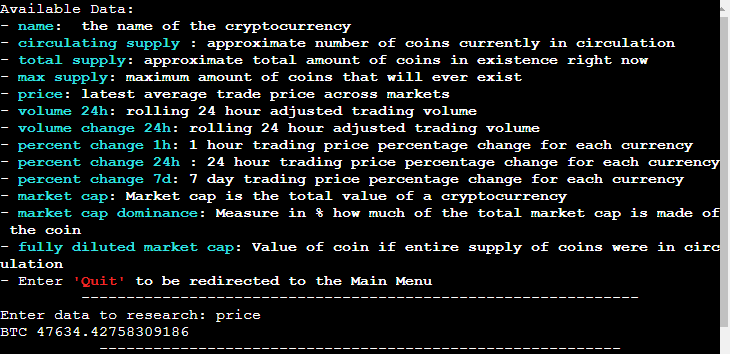 Available Data:
- name:  the name of the cryptocurrency
- circulating supply : approximate number of coins currently in circulation
- total supply: approximate total amount of coins in existence right now
- max supply: maximum amount of coins that will ever exist
- price: latest average trade price across markets
- volume 24h: rolling 24 hour adjusted trading volume
- volume change 24h: rolling 24 hour adjusted trading volume
- percent change 1h: 1 hour trading price percentage change for each currency
- percent change 24h : 24 hour trading price percentage change for each currency
- percent change 7d: 7 day trading price percentage change for each currency
- market cap: Market cap is the total value of a cryptocurrency
- market cap dominance: Measure in % how much of the total market cap is made of
 the coin
- fully diluted market cap: Value of coin if entire supply of coins were in circ
ulation
- Enter 'Quit' to be redirected to the Main Menu
--------------------------------------------------------------
Enter data to research: price
BTC 47634.42758309186
----------------------------------------------------------